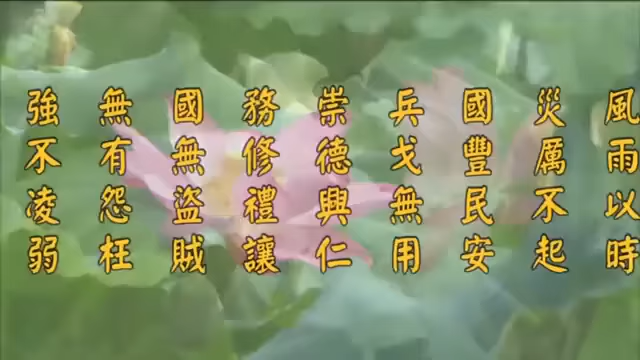 風雨以時
災厲不起
國豐民安
兵戈無用
崇德興仁
務修禮讓
國無盜賊
無有怨枉
強不凌弱